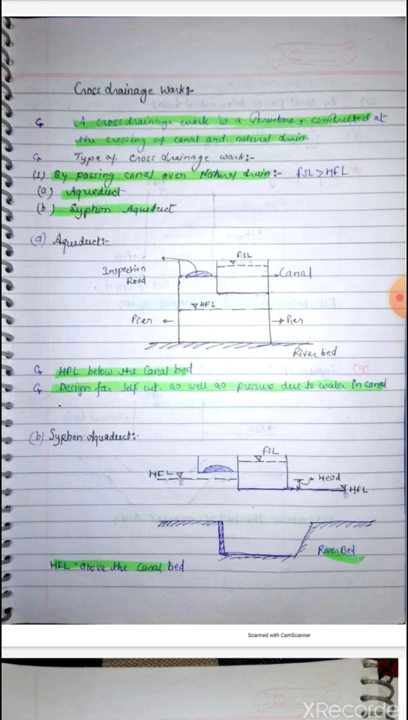 Cross drainage works:-
A cross drainage work is a structure, constructed at
the crossing of canal and natural drain
Type of Cross drainage work:-
(1) By passing canal over Natural drain:- FSL > HFL
(a) Aqueduct
(b) Syphon Aqueduct
(a) Aqueduct:-
FSL
Inspection
Road
Canal
HFL
Pier
Pier
River bed
HFL below the Canal bed
Design for self wt. as well as pressure due to water in canal
(b) Syphon Aqueduct:-
FSL
HFL
Head
HFL
River Bed
HFL above the Canal bed
Scanned with CamScanner
XRecorde